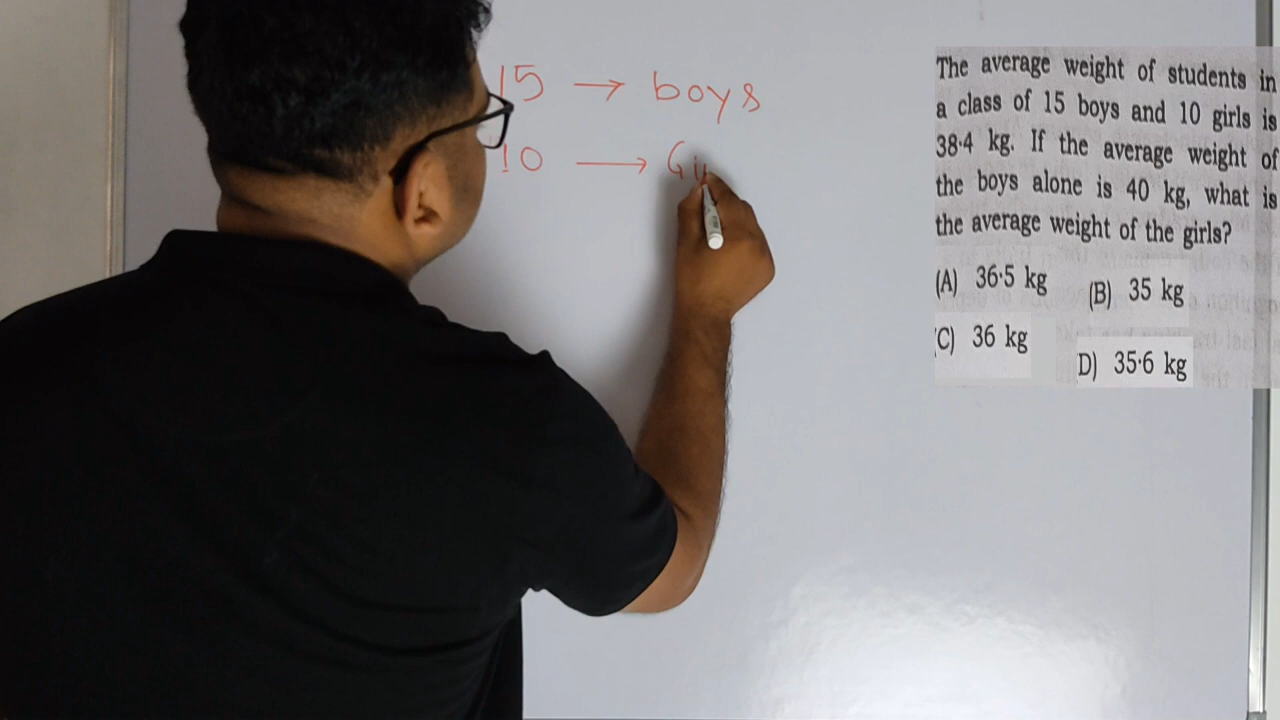 15 → boys
10 → Gi
The average weight of students in
a class of 15 boys and 10 girls is
38·4 kg. If the average weight of
the boys alone is 40 kg, what is
the average weight of the girls?
(A) 36·5 kg (B) 35 kg
C) 36 kg D) 35·6 kg